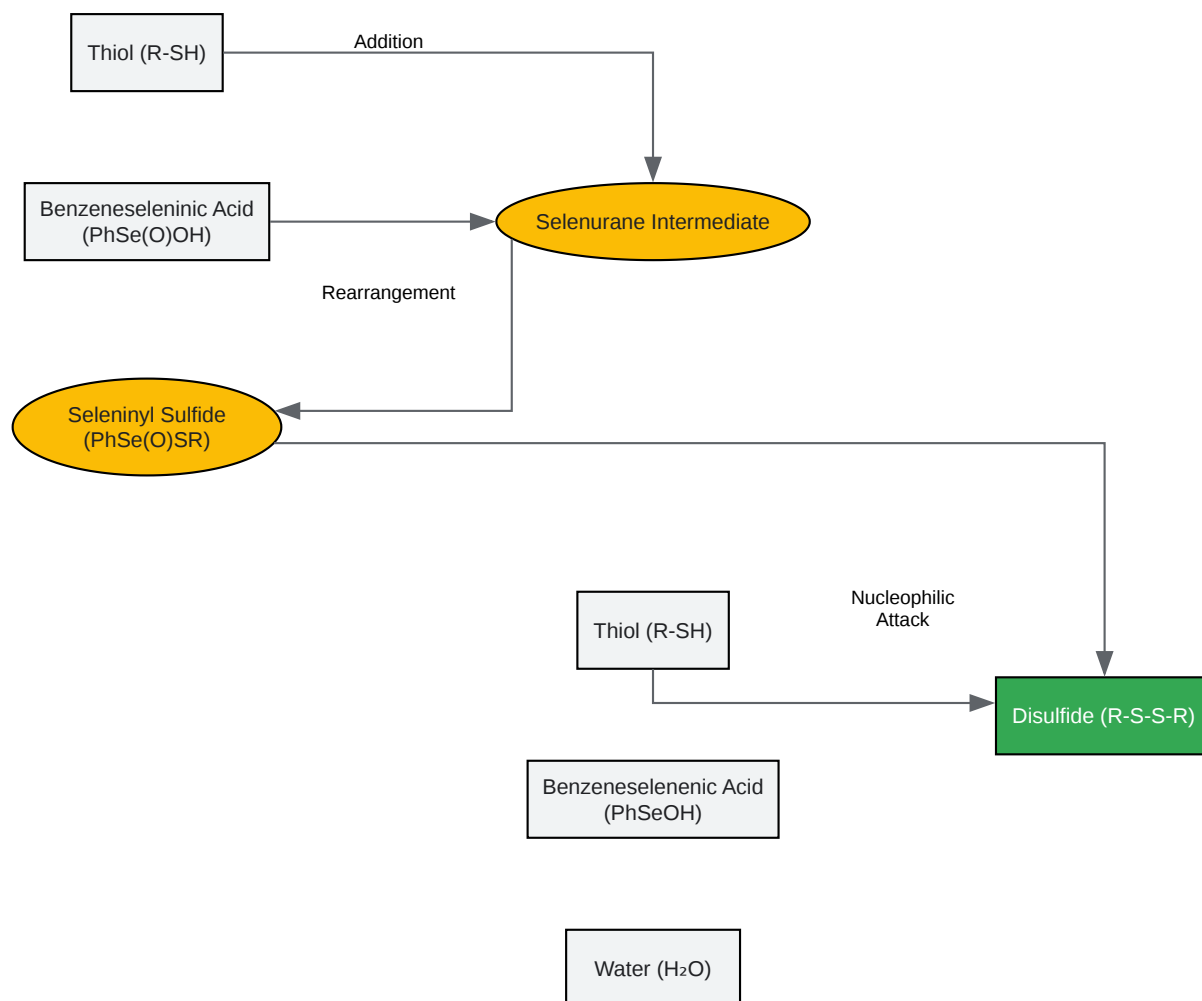 Thiol (R-SH)
Addition
Benzeneseleninic Acid
(PhSe(O)OH)
Selenurane Intermediate
Rearrangement
Seleninyl Sulfide
(PhSe(O)SR)
Nucleophilic
Attack
Thiol (R-SH)
Disulfide (R-S-S-R)
Benzeneselenenic Acid
(PhSeOH)
Water (H₂O)